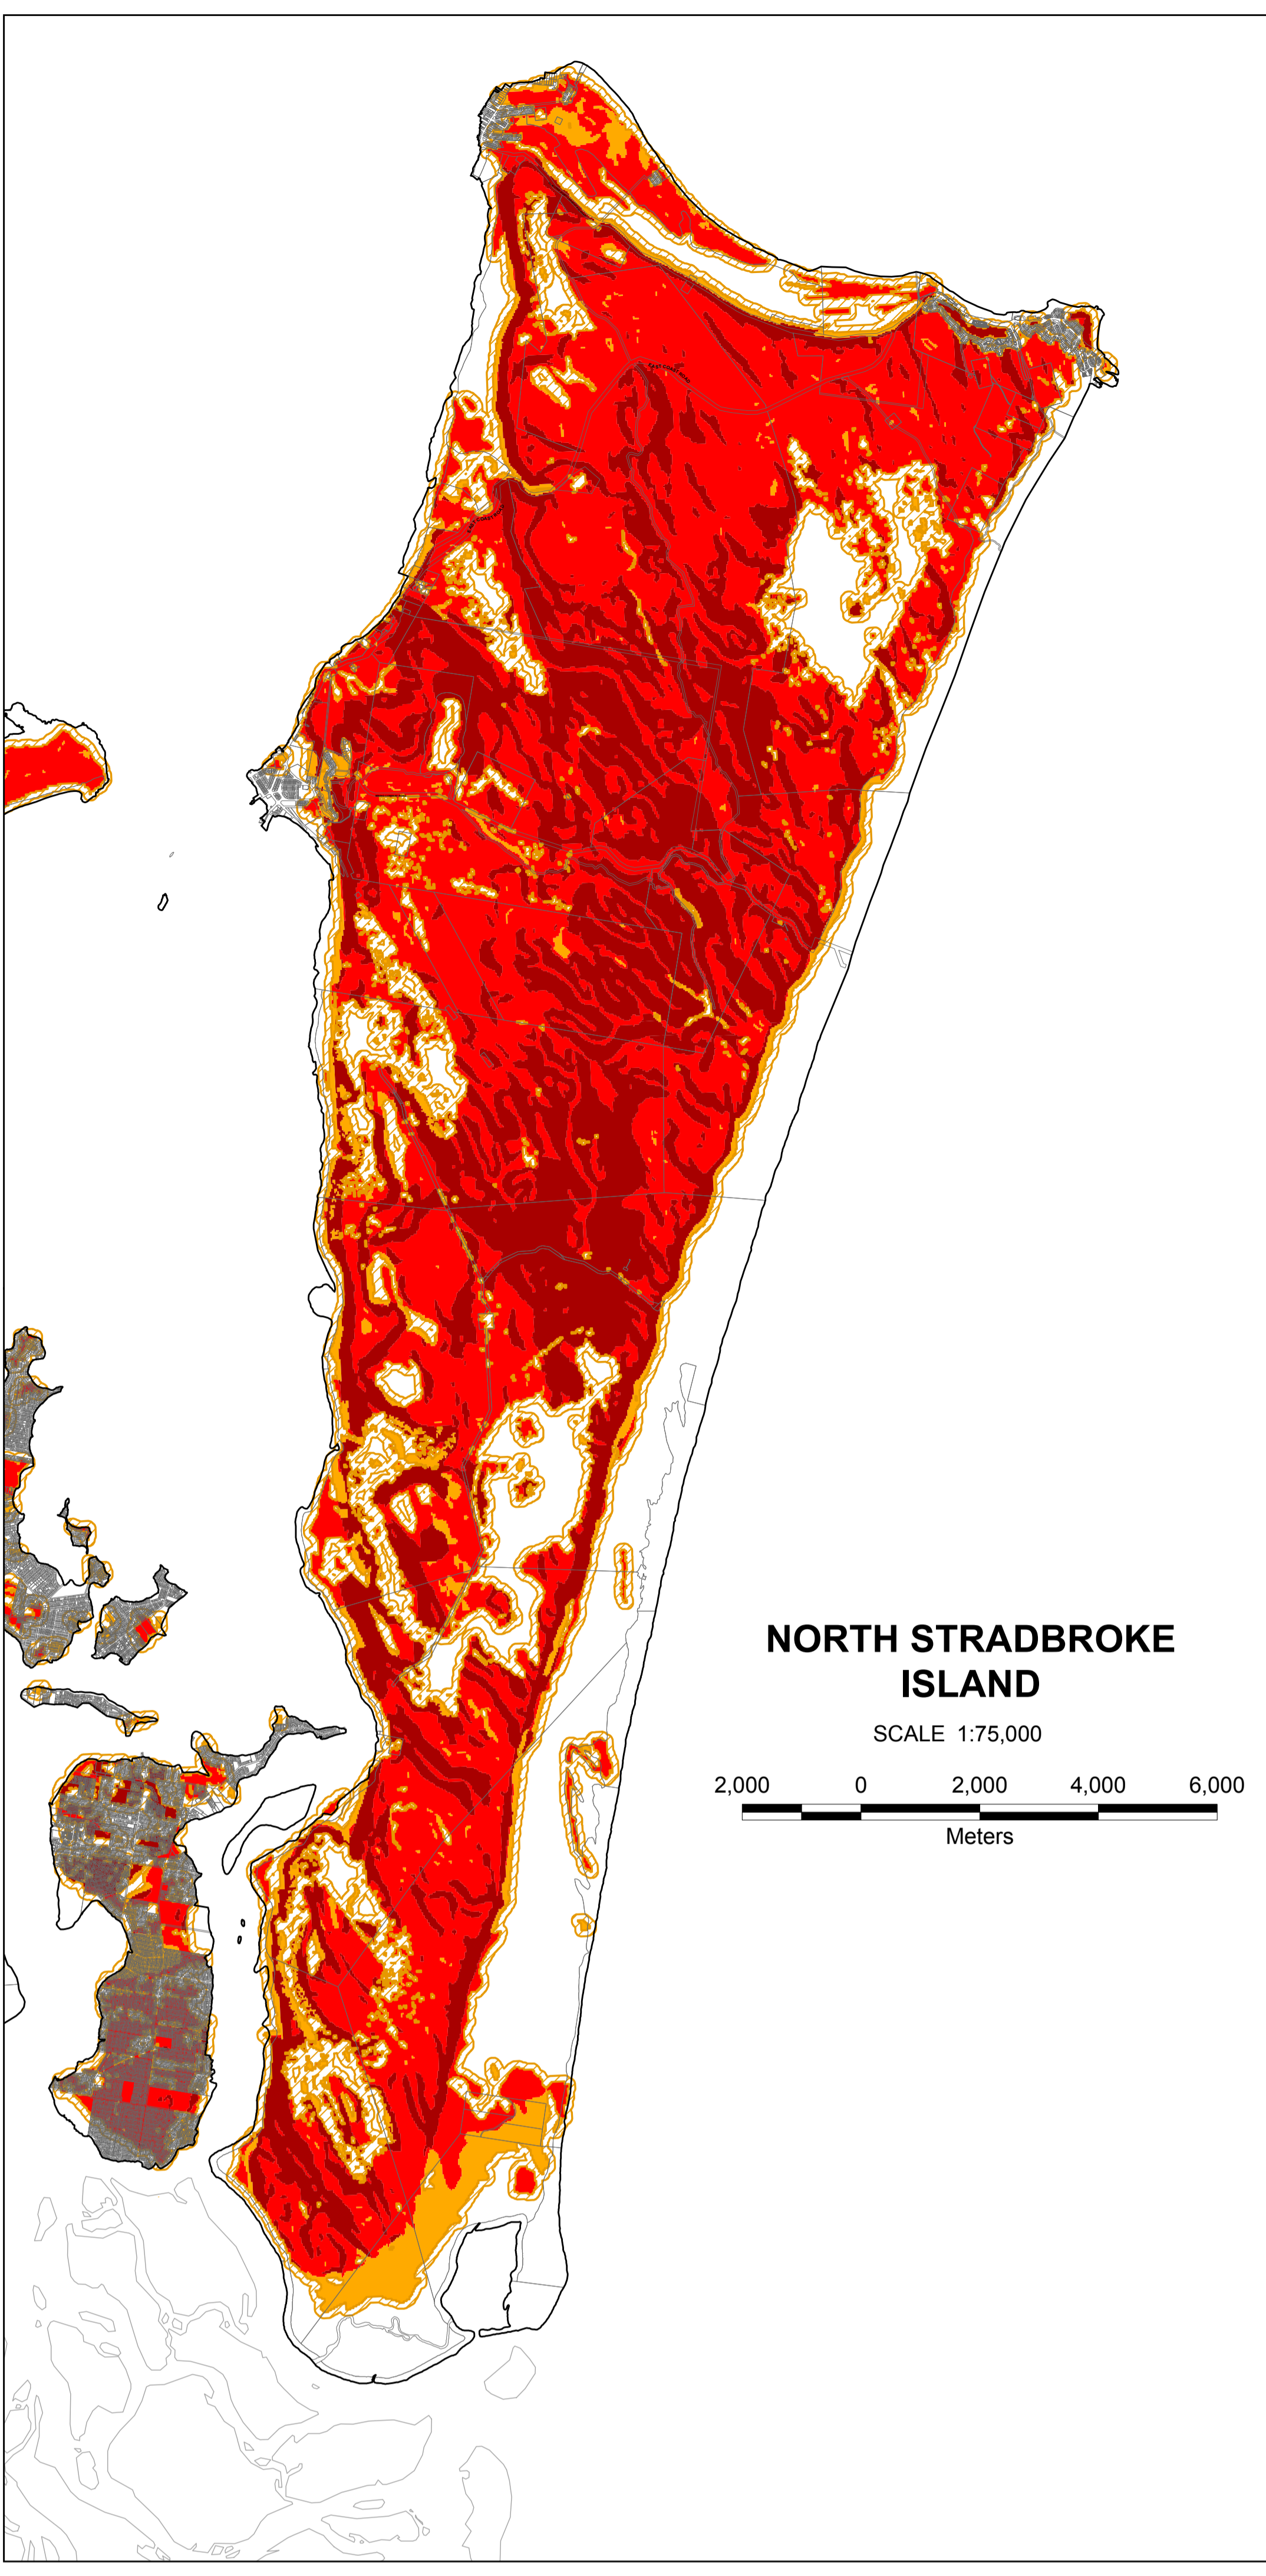 NORTH STRADBROKE
ISLAND
SCALE 1:75,000
2,000 0 2,000 4,000 6,000
Meters